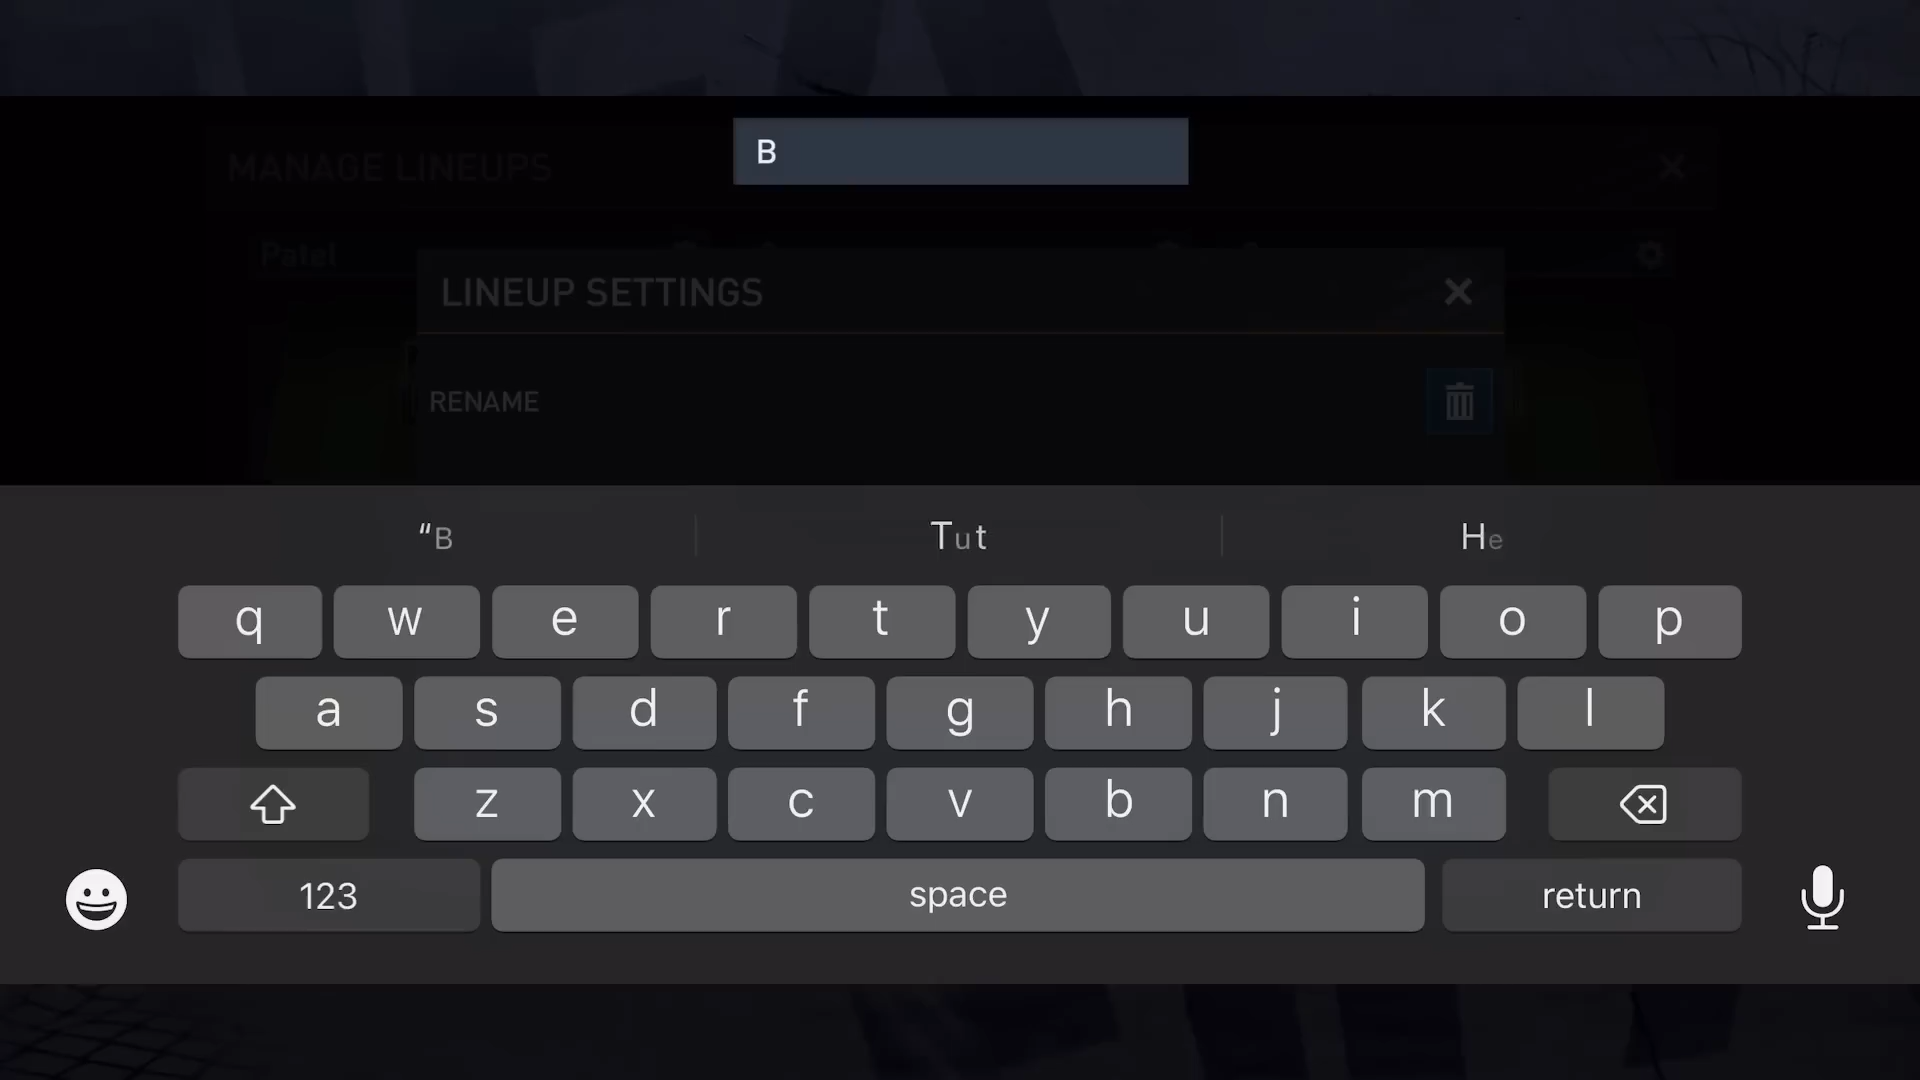 B
MANAGE LINEUPS
Patel
LINEUP SETTINGS
RENAME
“B Tut He
q w e r t y u i o p
a s d f g h j k l
z x c v b n m
123 space return